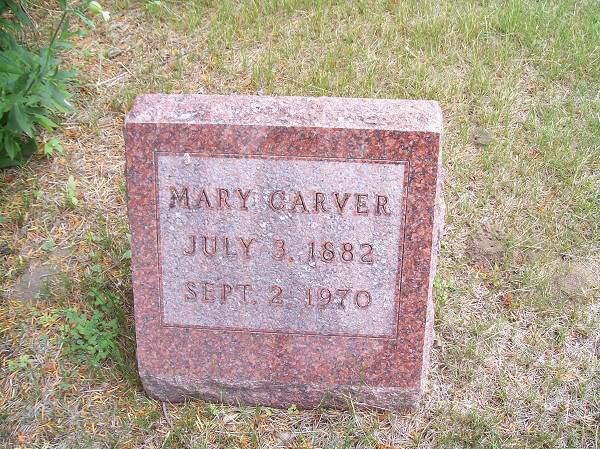 MARY CARVER
JULY 3, 1882
SEPT. 2, 1970